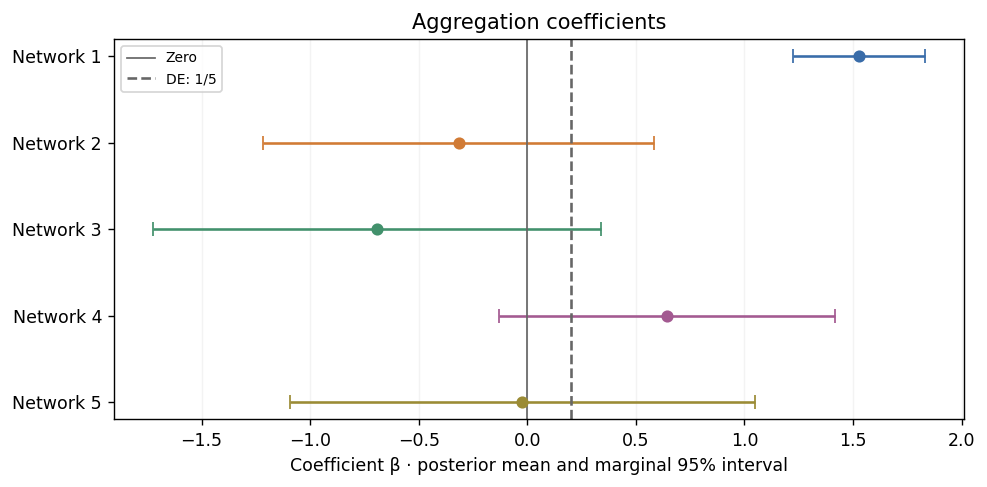 Aggregation coefficients
Zero
DE: 1/5
Network 1
Network 2
Network 3
Network 4
Network 5
−1.5 −1.0 −0.5 0.0 0.5 1.0 1.5 2.0
Coefficient β · posterior mean and marginal 95% interval